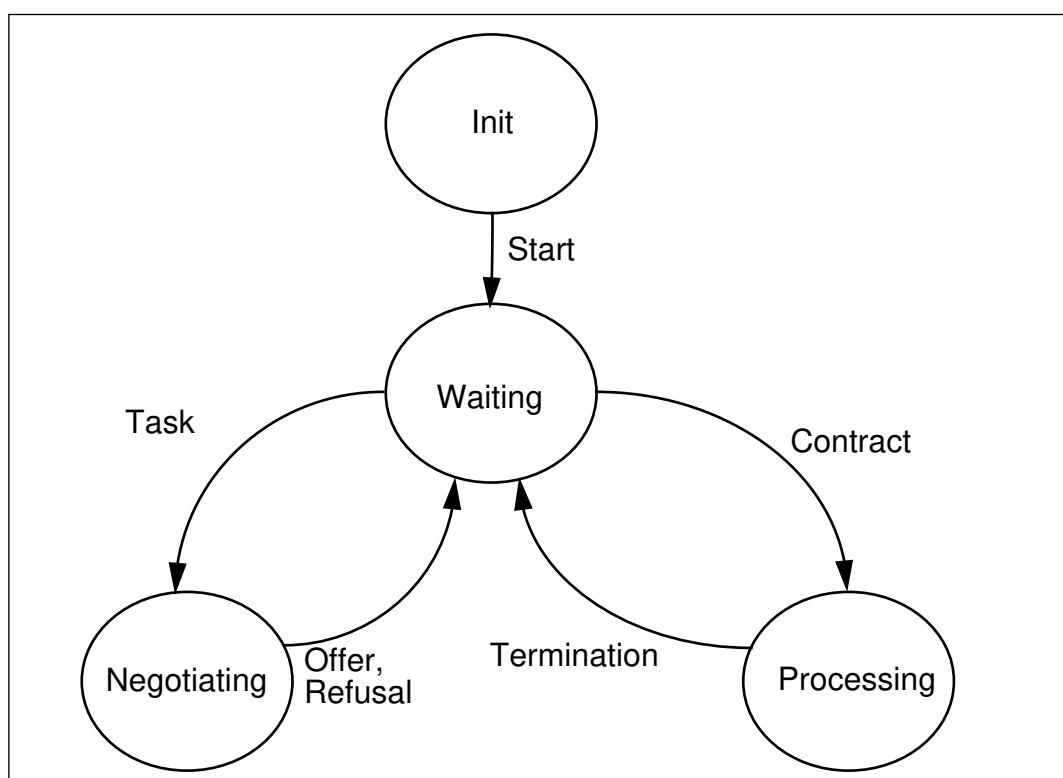 Init
Start
Waiting
Task
Contract
Offer,
Refusal
Termination
Negotiating
Processing